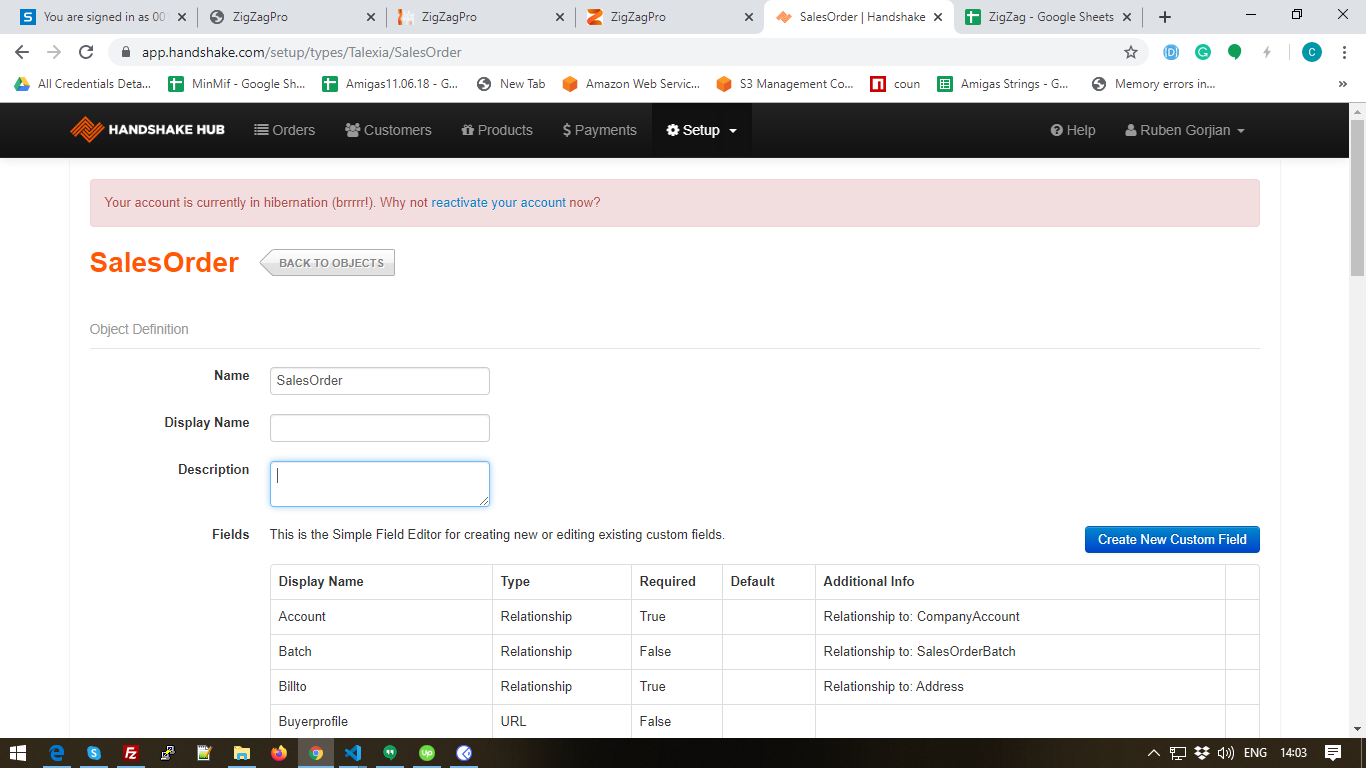 You are signed in as 00
ZigZagPro
ZigZagPro
ZigZagPro
SalesOrder | Handshake
ZigZag - Google Sheets
app.handshake.com/setup/types/Talexia/SalesOrder
All Credentials Deta...
MinMif - Google Sh...
Amigas11.06.18 - G...
New Tab
Amazon Web Servic...
S3 Management Co...
coun
Amigas Strings - G...
Memory errors in...
HANDSHAKE HUB
Orders
Customers
Products
$ Payments
Setup
Help
Ruben Gorjian
Your account is currently in hibernation (brrrrr!). Why not reactivate your account now?
SalesOrder
BACK TO OBJECTS
Object Definition
Name
SalesOrder
Display Name
Description
Fields
This is the Simple Field Editor for creating new or editing existing custom fields.
Create New Custom Field
Display Name Type Required Default Additional Info
Account Relationship True Relationship to: CompanyAccount
Batch Relationship False Relationship to: SalesOrderBatch
Billto Relationship True Relationship to: Address
Buyerprofile URL False
ENG
14:03